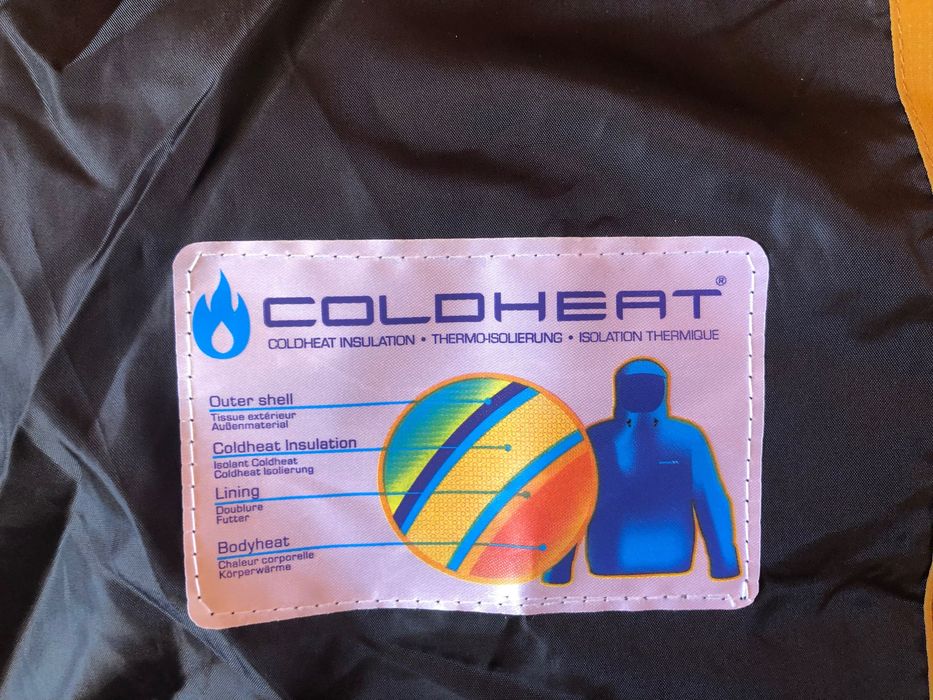 COLDHEAT®
COLDHEAT INSULATION • THERMO-ISOLIERUNG • ISOLATION THERMIQUE
Outer shell
Tissue extérieur
Außenmaterial
Coldheat Insulation
Isolant Coldheat
Coldheat Isolierung
Lining
Doublure
Futter
Bodyheat
Chaleur corporelle
Körperwärme